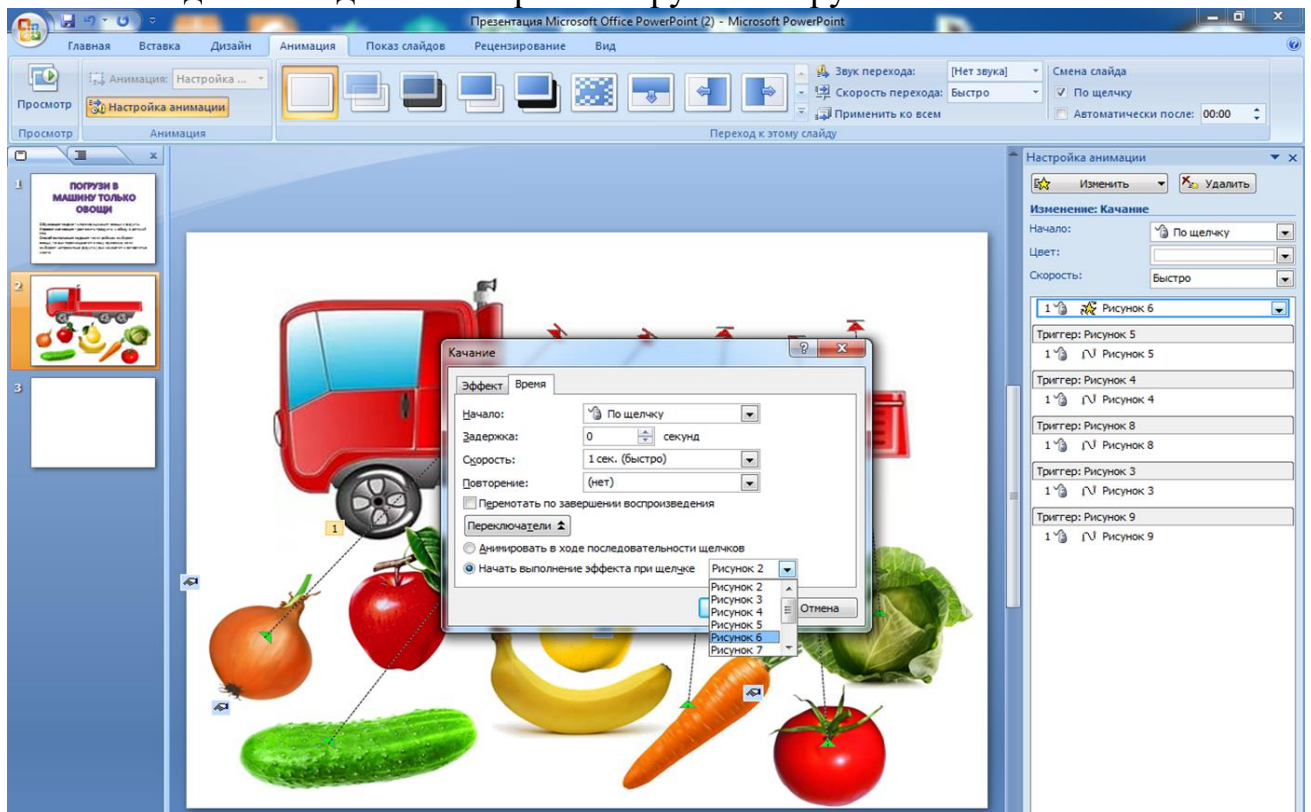 Презентация Microsoft Office PowerPoint (2) - Microsoft PowerPoint
Главная Вставка Дизайн Анимация Показ слайдов Рецензирование Вид
Просмотр
Анимация: Настройка ...
Настройка анимации
Звук перехода: [Нет звука]
Скорость перехода: Быстро
Применить ко всем
Смена слайда
По щелчку
Автоматически после: 00:00
Просмотр Анимация Переход к этому слайду
1
ПОГРУЗИ В
МАШИНУ ТОЛЬКО
ОВОЩИ
2
3
1
Качание
Эффект Время
Начало: По щелчку
Задержка: 0 секунд
Скорость: 1 сек. (быстро)
Повторение: (нет)
Перемотать по завершении воспроизведения
Переключатели
Анимировать в ходе последовательности щелчков
Начать выполнение эффекта при щелчке Рисунок 2
Рисунок 2
Рисунок 3
Рисунок 4
Рисунок 5
Рисунок 6
Рисунок 7
Отмена
Настройка анимации
Изменить Удалить
Изменение: Качание
Начало: По щелчку
Цвет:
Скорость: Быстро
1 Рисунок 6
Триггер: Рисунок 5
1 Рисунок 5
Триггер: Рисунок 4
1 Рисунок 4
Триггер: Рисунок 8
1 Рисунок 8
Триггер: Рисунок 3
1 Рисунок 3
Триггер: Рисунок 9
1 Рисунок 9